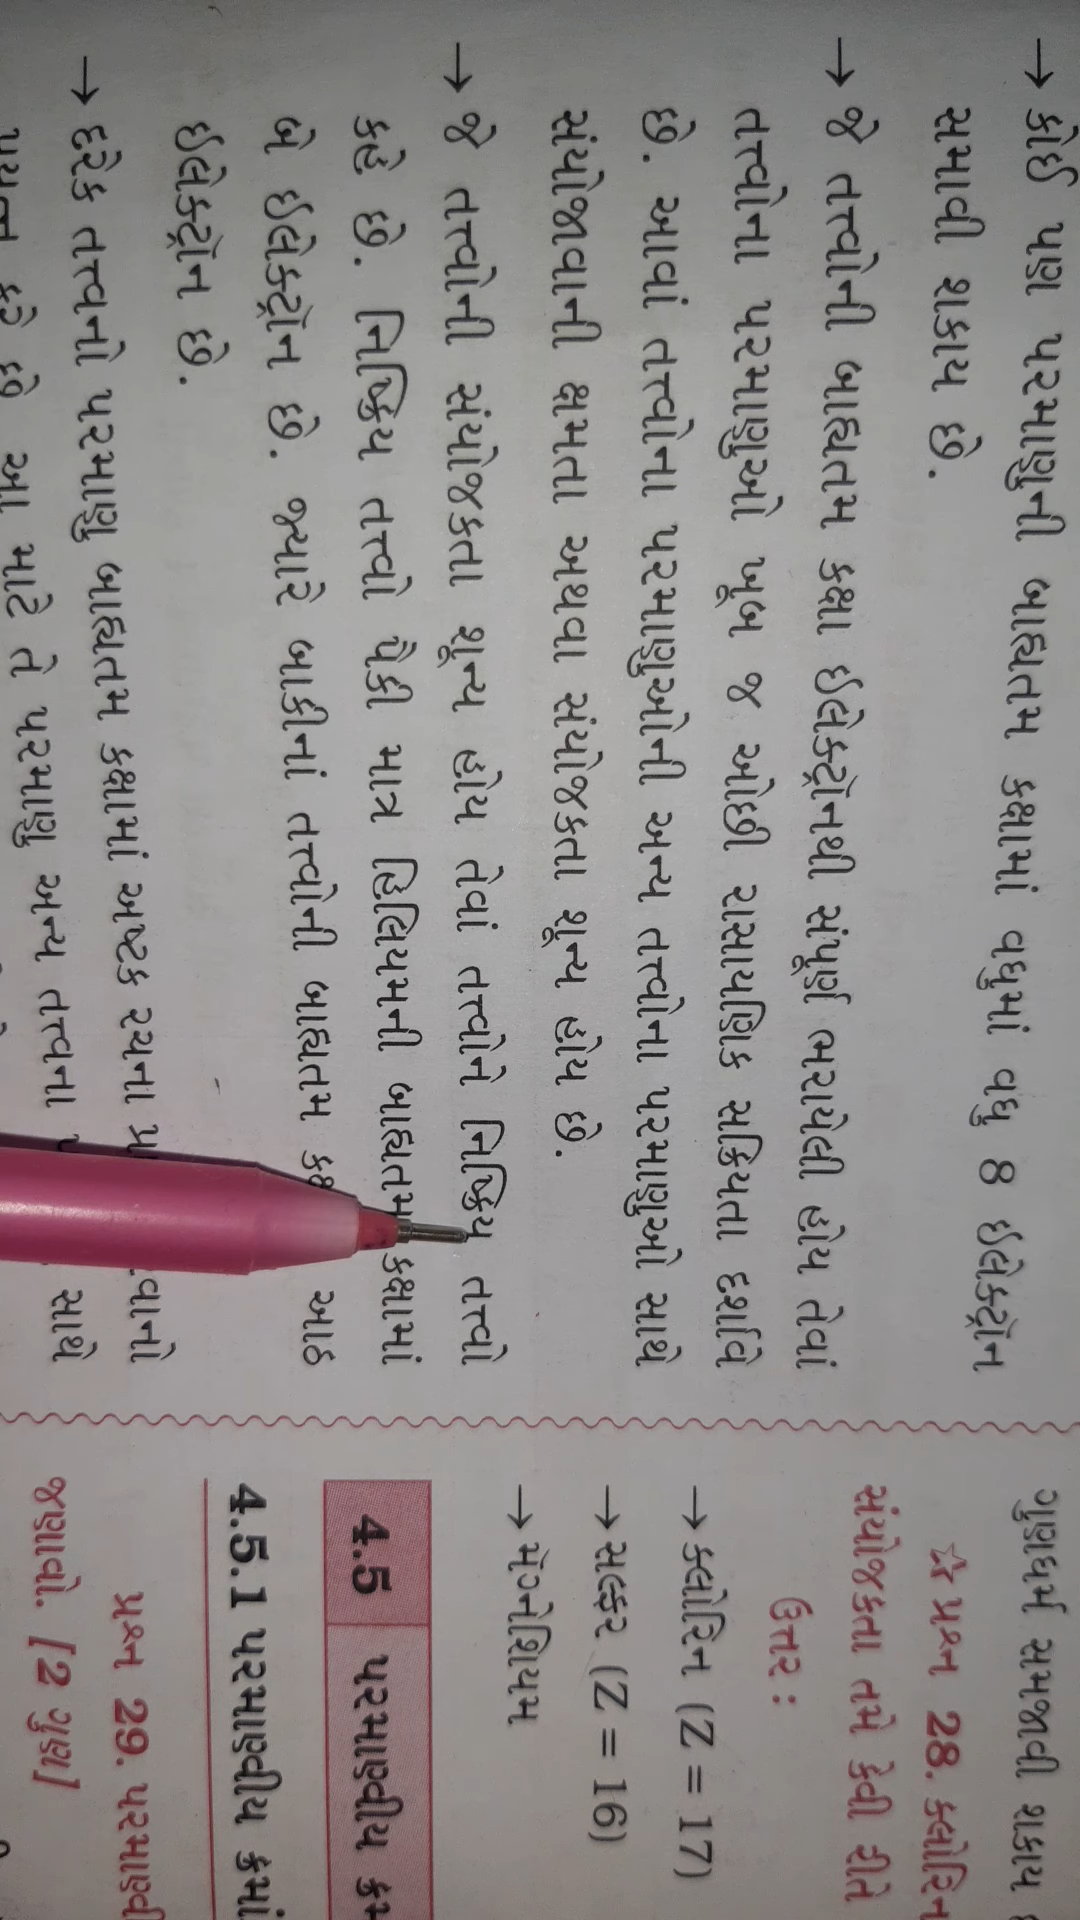 → કોઈ પણ પરમાણુની બાહ્યતમ કક્ષામાં વધુમાં વધુ 8 ઇલેક્ટ્રૉન
સમાવી શકાય છે.
→ જે તત્ત્વોની બાહ્યતમ કક્ષા ઇલેક્ટ્રૉનથી સંપૂર્ણ ભરાયેલી હોય તેવાં
તત્ત્વોના પરમાણુઓ ખૂબ જ ઓછી રાસાયણિક સક્રિયતા દર્શાવે
છે. આવાં તત્ત્વોના પરમાણુઓની અન્ય તત્ત્વોના પરમાણુઓ સાથે
સંયોજાવાની ક્ષમતા અથવા સંયોજકતા શૂન્ય હોય છે.
→ જે તત્ત્વોની સંયોજકતા શૂન્ય હોય તેવાં તત્ત્વોને નિષ્ક્રિય તત્ત્વો
કહે છે. નિષ્ક્રિય તત્ત્વો પૈકી માત્ર હિલિયમની બાહ્યતમ કક્ષામાં
બે ઇલેક્ટ્રૉન છે. જ્યારે બાકીનાં તત્ત્વોની બાહ્યતમ આઠ
ઇલેક્ટ્રૉન છે.
→ દરેક તત્ત્વનો પરમાણુ બાહ્યતમ કક્ષામાં અષ્ટક રચના
પ્રયત્ન કરે છે આ માટે તે પરમાણુ અન્ય તત્ત્વના સાથે
ગુણધર્મ સમજાવી શકાય
☆ પ્રશ્ન 28. ક્લોરિન
સંયોજકતા તમે કેવી રીતે
ઉત્તર :
→ ક્લોરિન (Z = 17)
→ સલ્ફર (Z = 16)
→ મૅગ્નેશિયમ
4.5 પરમાણ્વીય
4.5.1 પરમાણ્વીય ક્રમાં
પ્રશ્ન 29. પરમાણ્વી
જણાવો. [2 ગુણ]